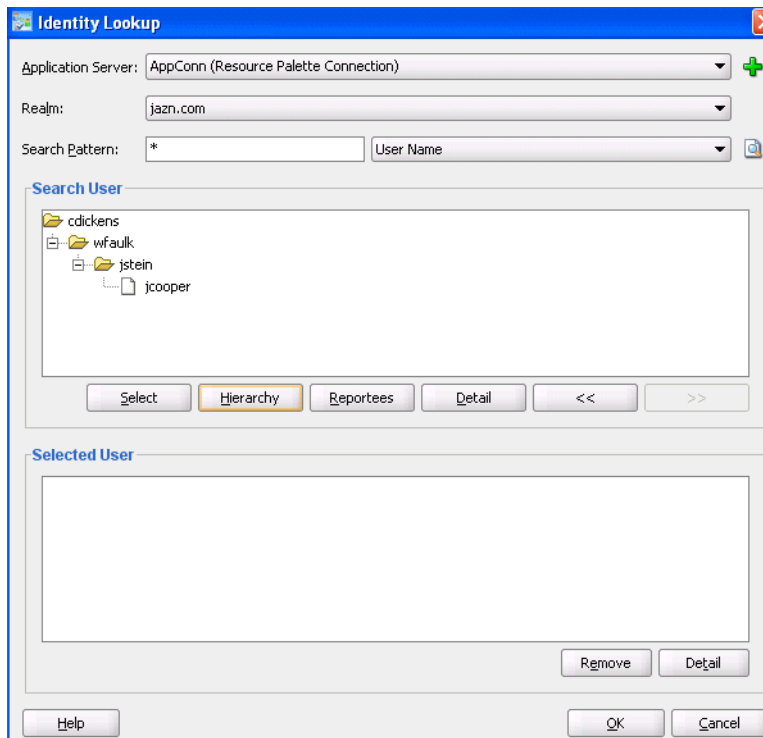 Identity Lookup
Application Server: AppConn (Resource Palette Connection)
Realm: jazn.com
Search Pattern: * User Name
Search User
cdickens
wfaulk
jstein
jcooper
Select Hierarchy Reportees Detail << >>
Selected User
Remove Detail
Help OK Cancel